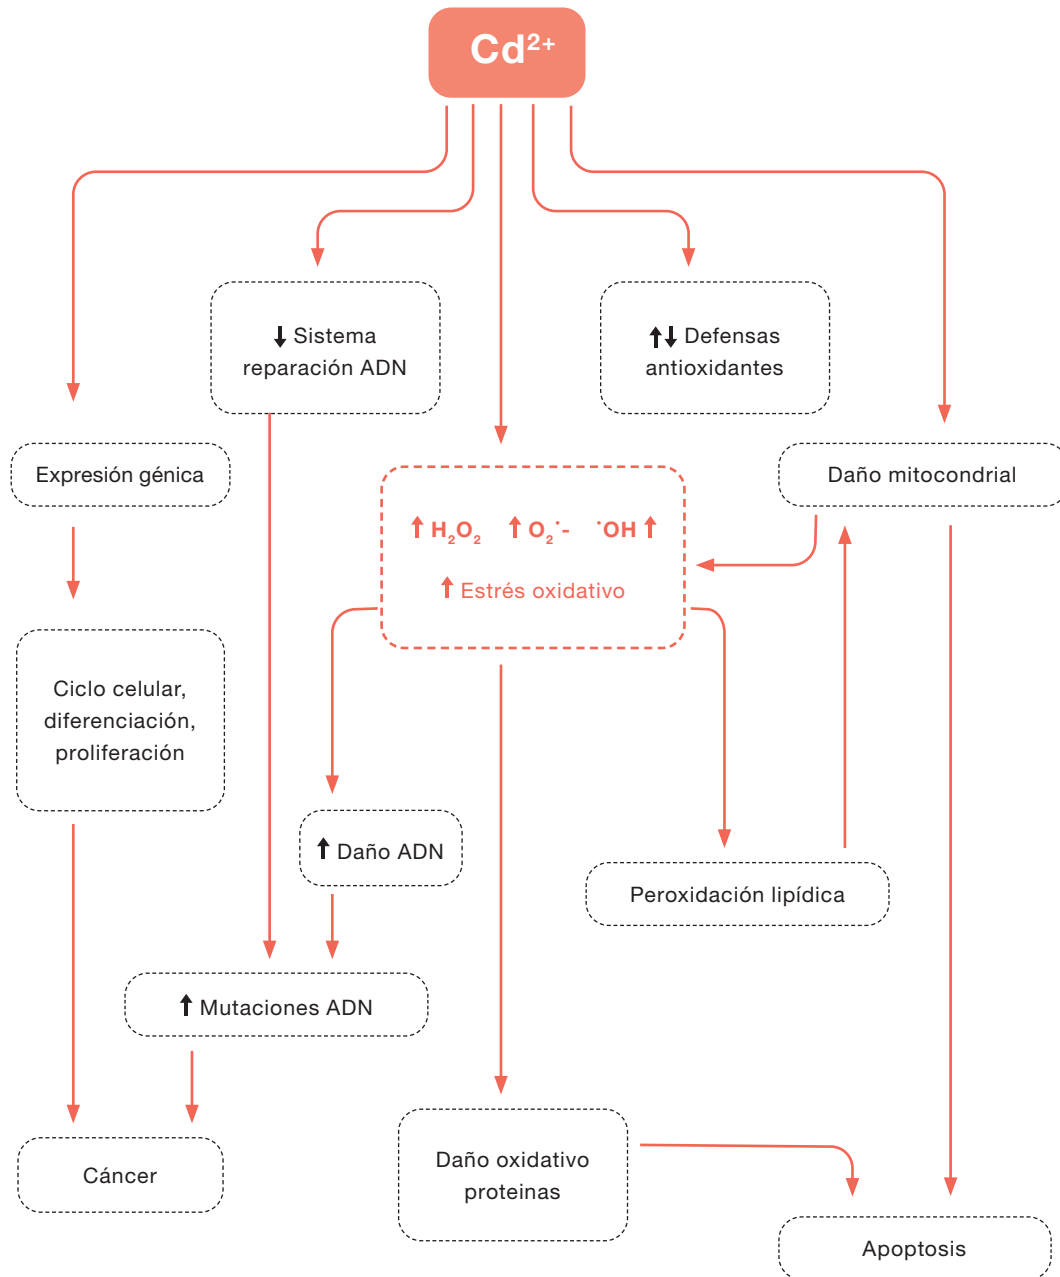 Cd²⁺
↓ Sistema
reparación ADN
↑↓ Defensas
antioxidantes
Expresión génica
Daño mitocondrial
↑ H₂O₂ ↑ O₂˙- ˙OH ↑
↑ Estrés oxidativo
Ciclo celular,
diferenciación,
proliferación
↑ Daño ADN
Peroxidación lipídica
↑ Mutaciones ADN
Daño oxidativo
proteinas
Cáncer
Apoptosis